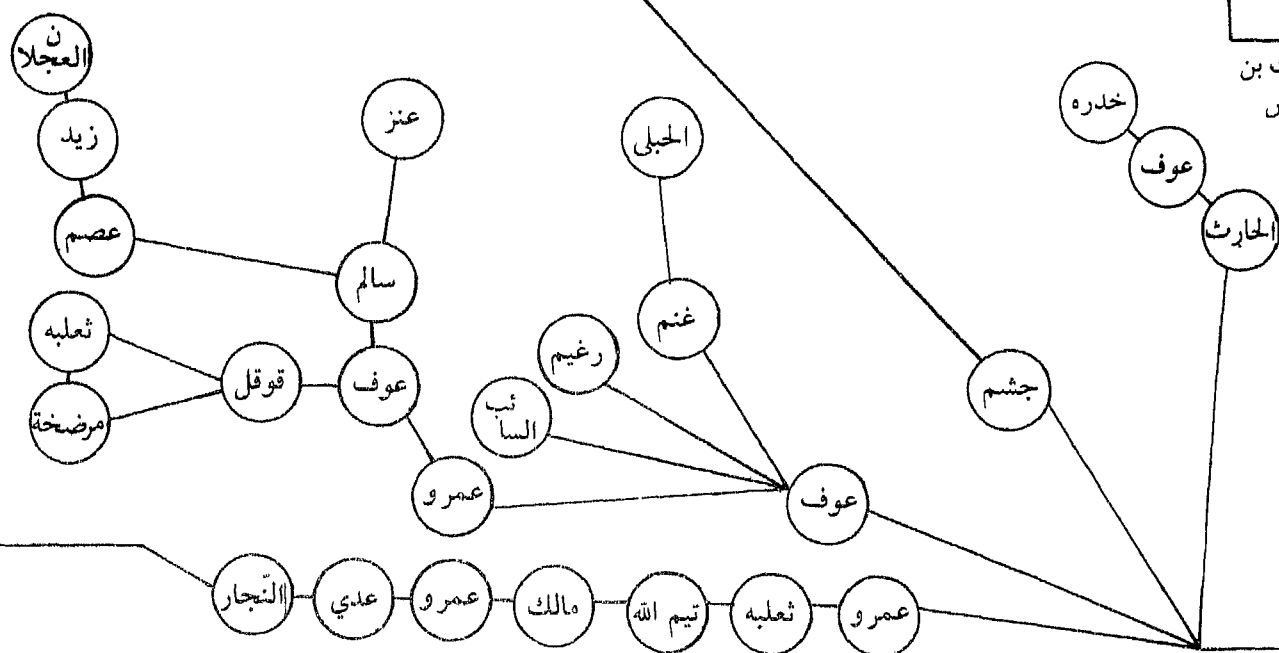 بن
خدره
عوف
الحارث
جشم
الحبلى
غنم
رغيم
السائب
عوف
عمرو
عنز
سالم
عوف
قوقل
ثعلبه
مرضخة
العجلان
زيد
عصم
عمرو
ثعلبه
تيم الله
مالك
عمرو
عدي
النّجار